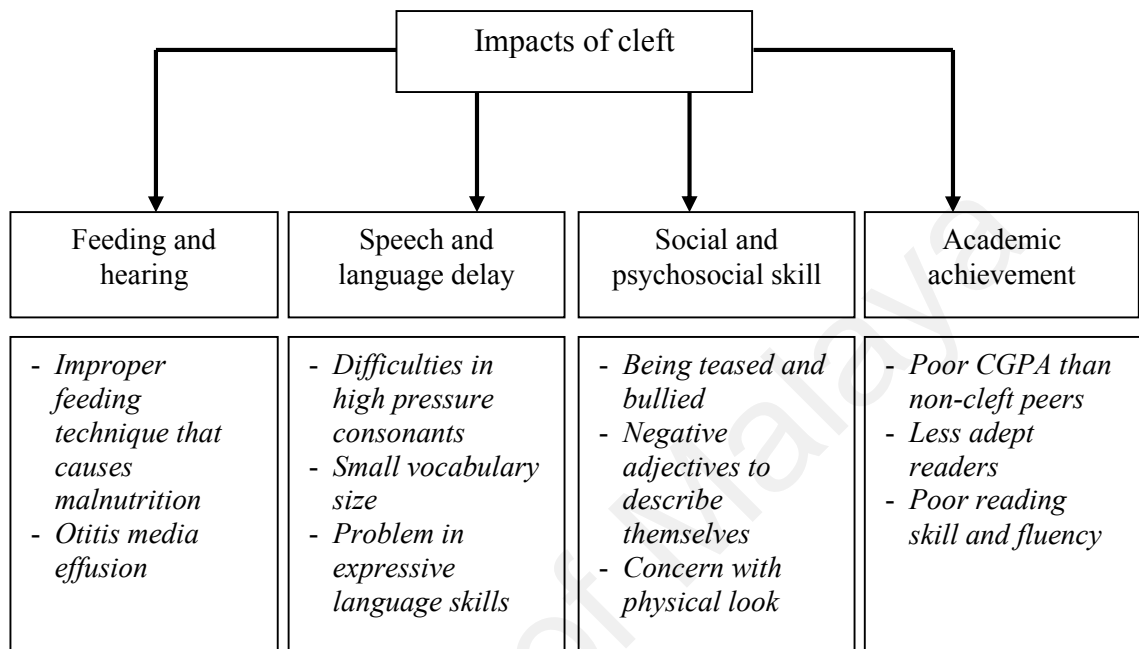 Impacts of cleft
Feeding and
hearing
Speech and
language delay
Social and
psychosocial skill
Academic
achievement
- Improper
feeding
technique that
causes
malnutrition
- Otitis media
effusion
- Difficulties in
high pressure
consonants
- Small vocabulary
size
- Problem in
expressive
language skills
- Being teased and
bullied
- Negative
adjectives to
describe
themselves
- Concern with
physical look
- Poor CGPA than
non-cleft peers
- Less adept
readers
- Poor reading
skill and fluency
of Malaya